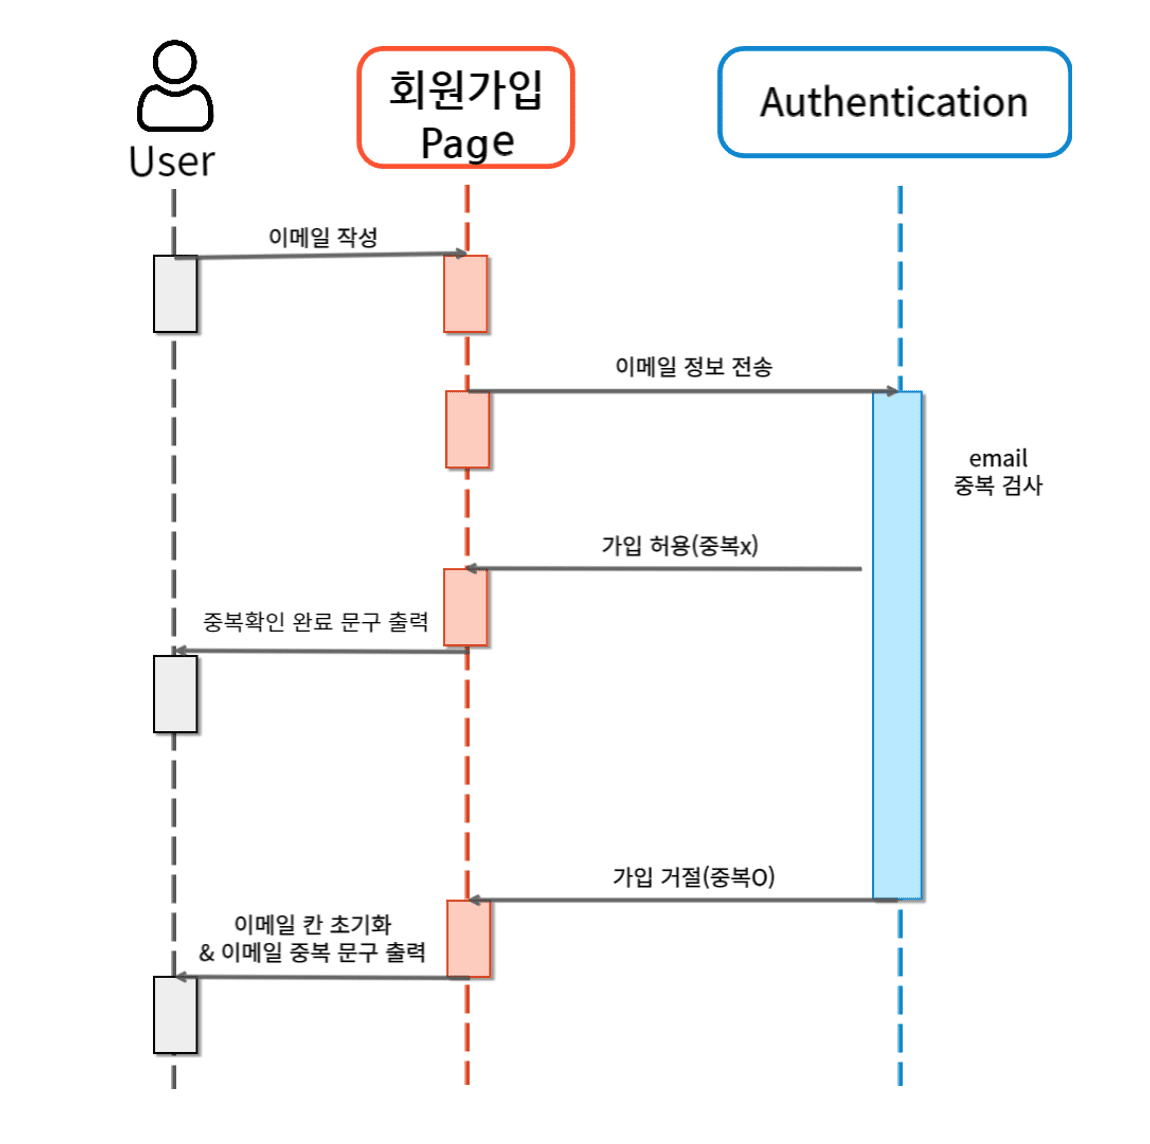 User
회원가입
Page
Authentication
이메일 작성
이메일 정보 전송
email
중복 검사
가입 허용(중복x)
중복확인 완료 문구 출력
가입 거절(중복O)
이메일 칸 초기화
& 이메일 중복 문구 출력